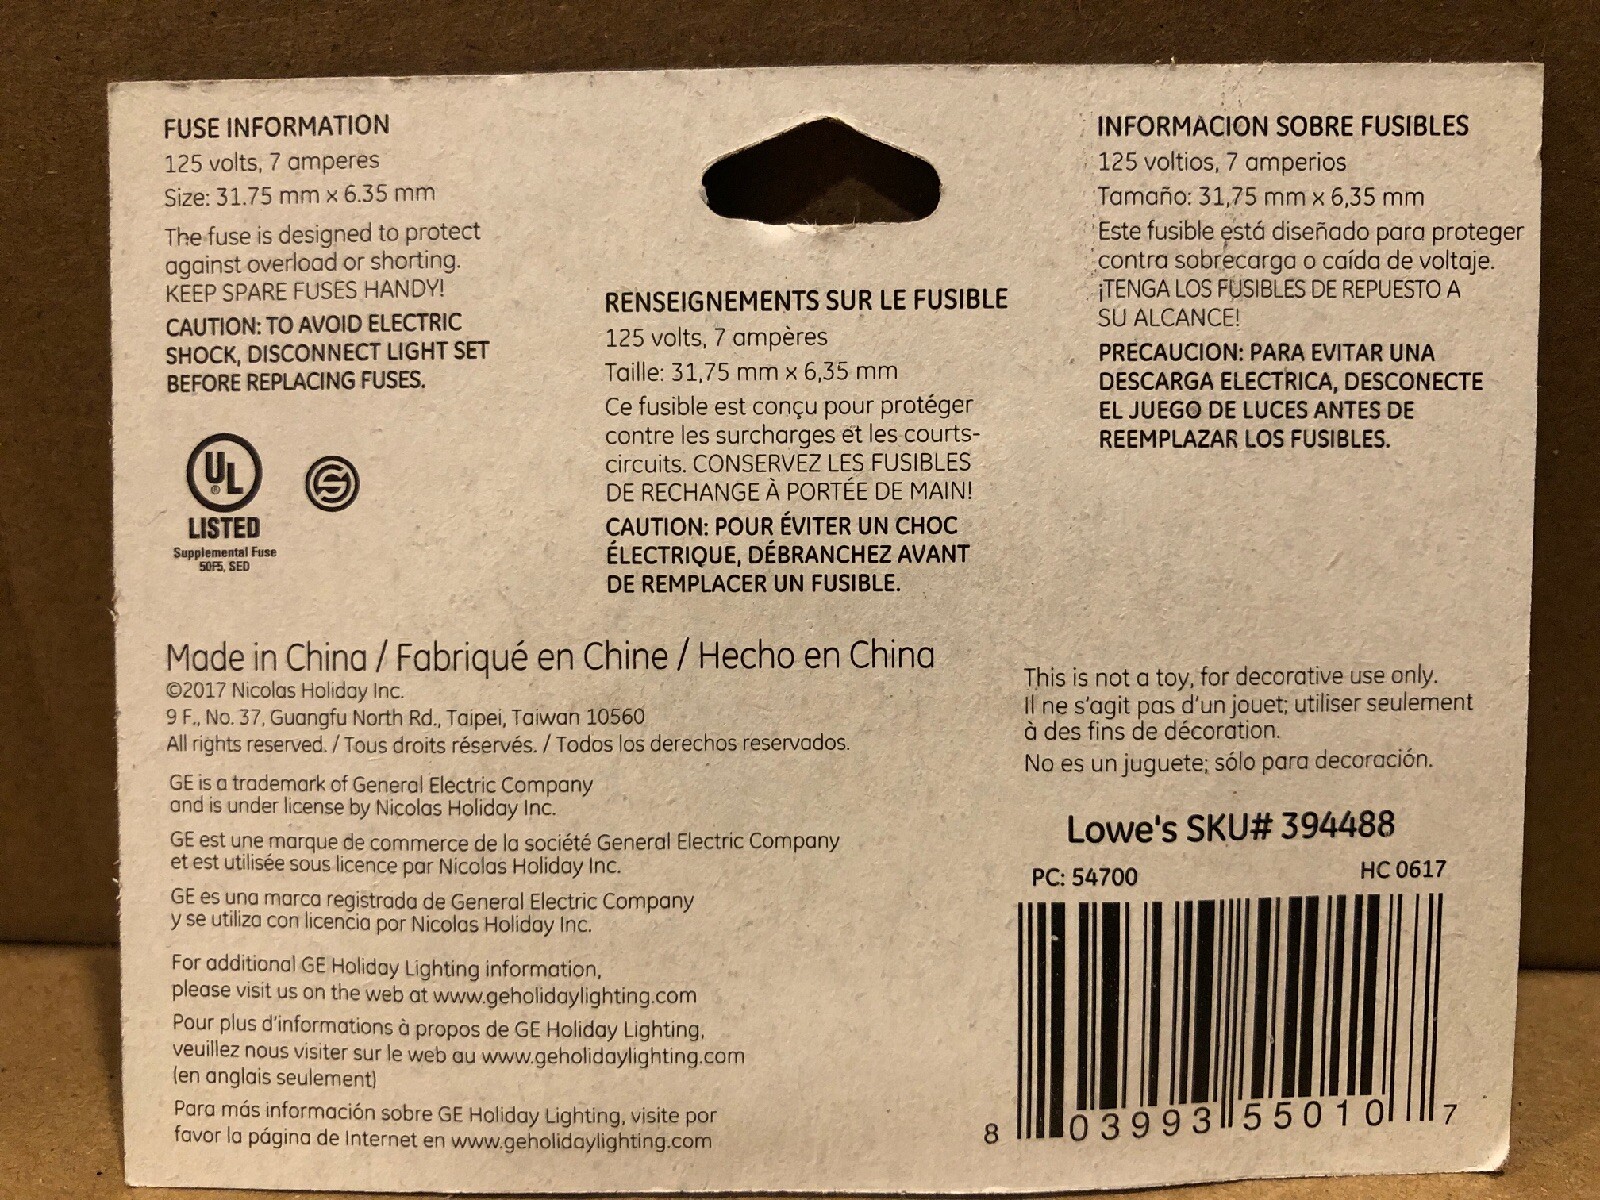 FUSE INFORMATION
125 volts, 7 amperes
Size: 31.75 mm x 6.35 mm
The fuse is designed to protect
against overload or shorting.
KEEP SPARE FUSES HANDY!
CAUTION: TO AVOID ELECTRIC
SHOCK, DISCONNECT LIGHT SET
BEFORE REPLACING FUSES.
UL
®
LISTED
Supplemental Fuse
50F5, SED
RENSEIGNEMENTS SUR LE FUSIBLE
125 volts, 7 ampères
Taille: 31,75 mm x 6,35 mm
Ce fusible est conçu pour protéger
contre les surcharges et les courts-
circuits. CONSERVEZ LES FUSIBLES
DE RECHANGE À PORTÉE DE MAIN!
CAUTION: POUR ÉVITER UN CHOC
ÉLECTRIQUE, DÉBRANCHEZ AVANT
DE REMPLACER UN FUSIBLE.
INFORMACION SOBRE FUSIBLES
125 voltios, 7 amperios
Tamaño: 31,75 mm x 6,35 mm
Este fusible está diseñado para proteger
contra sobrecarga o caída de voltaje.
¡TENGA LOS FUSIBLES DE REPUESTO A
SU ALCANCE!
PRECAUCION: PARA EVITAR UNA
DESCARGA ELECTRICA, DESCONECTE
EL JUEGO DE LUCES ANTES DE
REEMPLAZAR LOS FUSIBLES.
Made in China / Fabriqué en Chine / Hecho en China
©2017 Nicolas Holiday Inc.
9 F., No. 37, Guangfu North Rd., Taipei, Taiwan 10560
All rights reserved. / Tous droits réservés. / Todos los derechos reservados.
GE is a trademark of General Electric Company
and is under license by Nicolas Holiday Inc.
GE est une marque de commerce de la société General Electric Company
et est utilisée sous licence par Nicolas Holiday Inc.
GE es una marca registrada de General Electric Company
y se utiliza con licencia por Nicolas Holiday Inc.
For additional GE Holiday Lighting information,
please visit us on the web at www.geholidaylighting.com
Pour plus d'informations à propos de GE Holiday Lighting,
veuillez nous visiter sur le web au www.geholidaylighting.com
(en anglais seulement)
Para más información sobre GE Holiday Lighting, visite por
favor la página de Internet en www.geholidaylighting.com
This is not a toy, for decorative use only.
Il ne s'agit pas d'un jouet; utiliser seulement
à des fins de décoration.
No es un juguete; sólo para decoración.
Lowe's SKU# 394488
PC: 54700 HC 0617
8 03993 55010 7